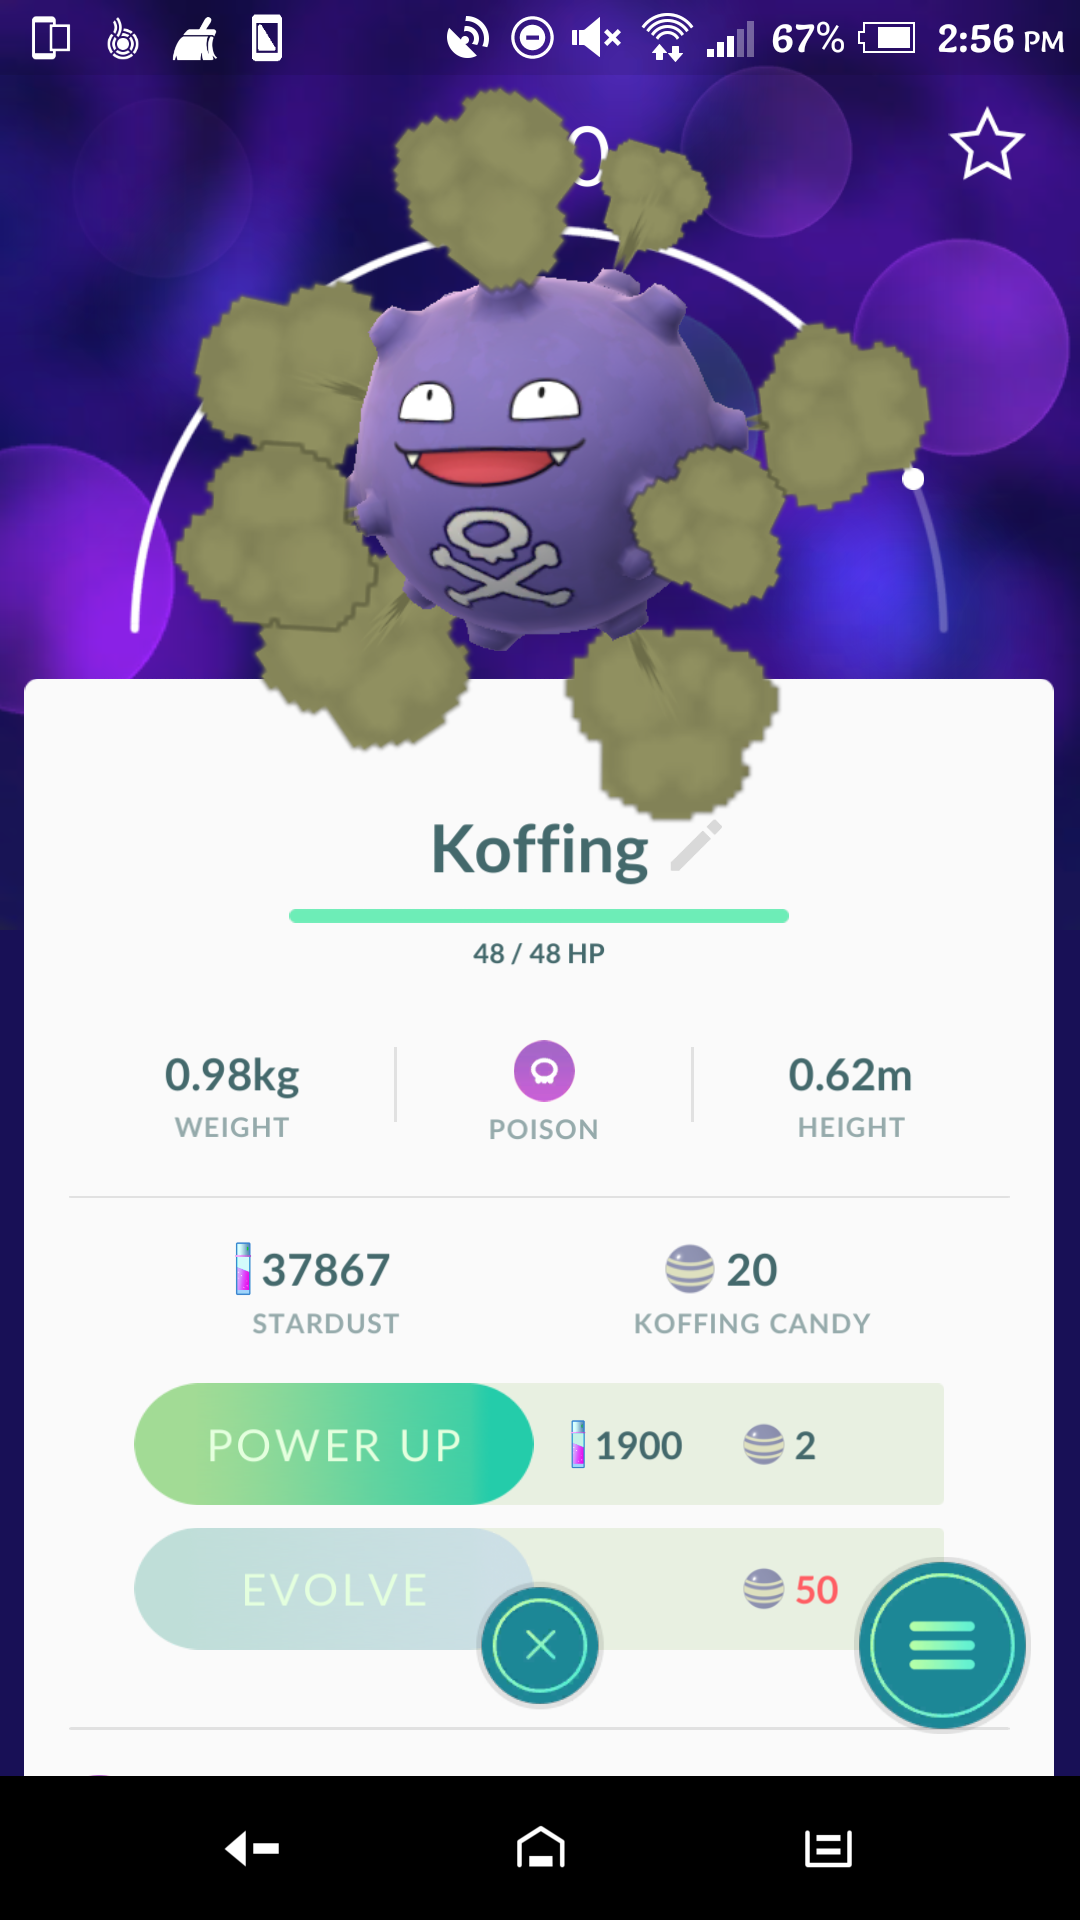 67% 2:56 PM
Koffing
48 / 48 HP
0.98kg
WEIGHT
POISON
0.62m
HEIGHT
37867
STARDUST
20
KOFFING CANDY
POWER UP 1900 2
EVOLVE 50